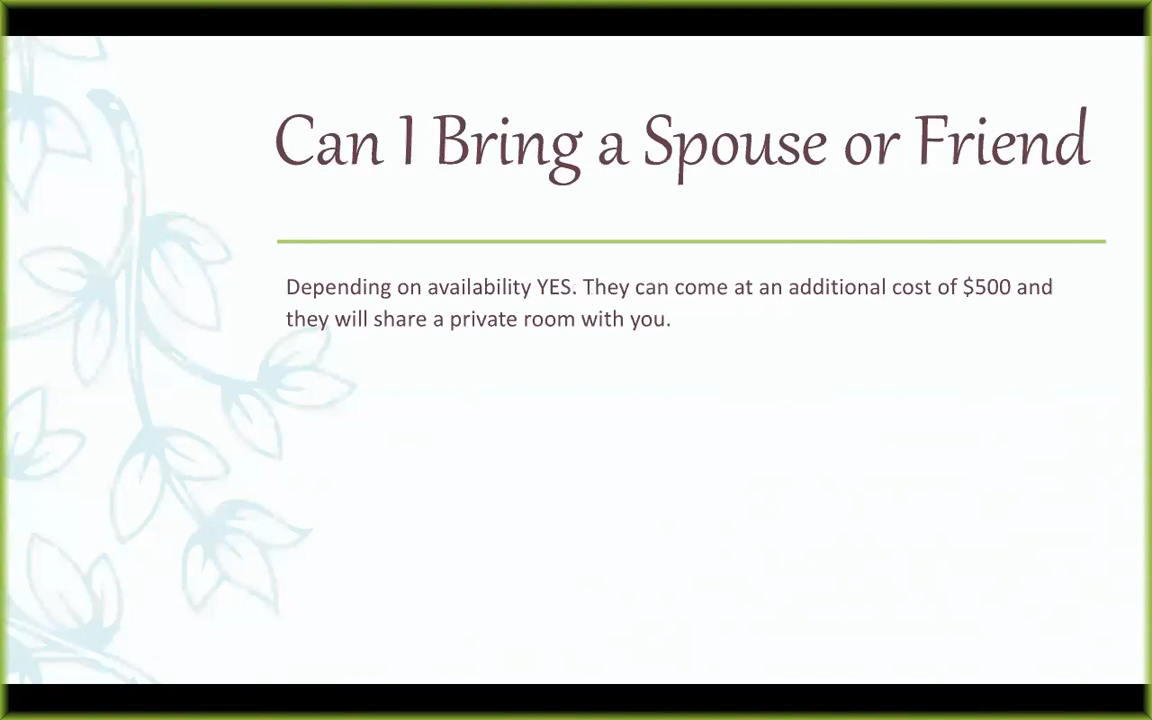 Can I Bring a Spouse or Friend
Depending on availability YES. They can come at an additional cost of $500 and
they will share a private room with you.